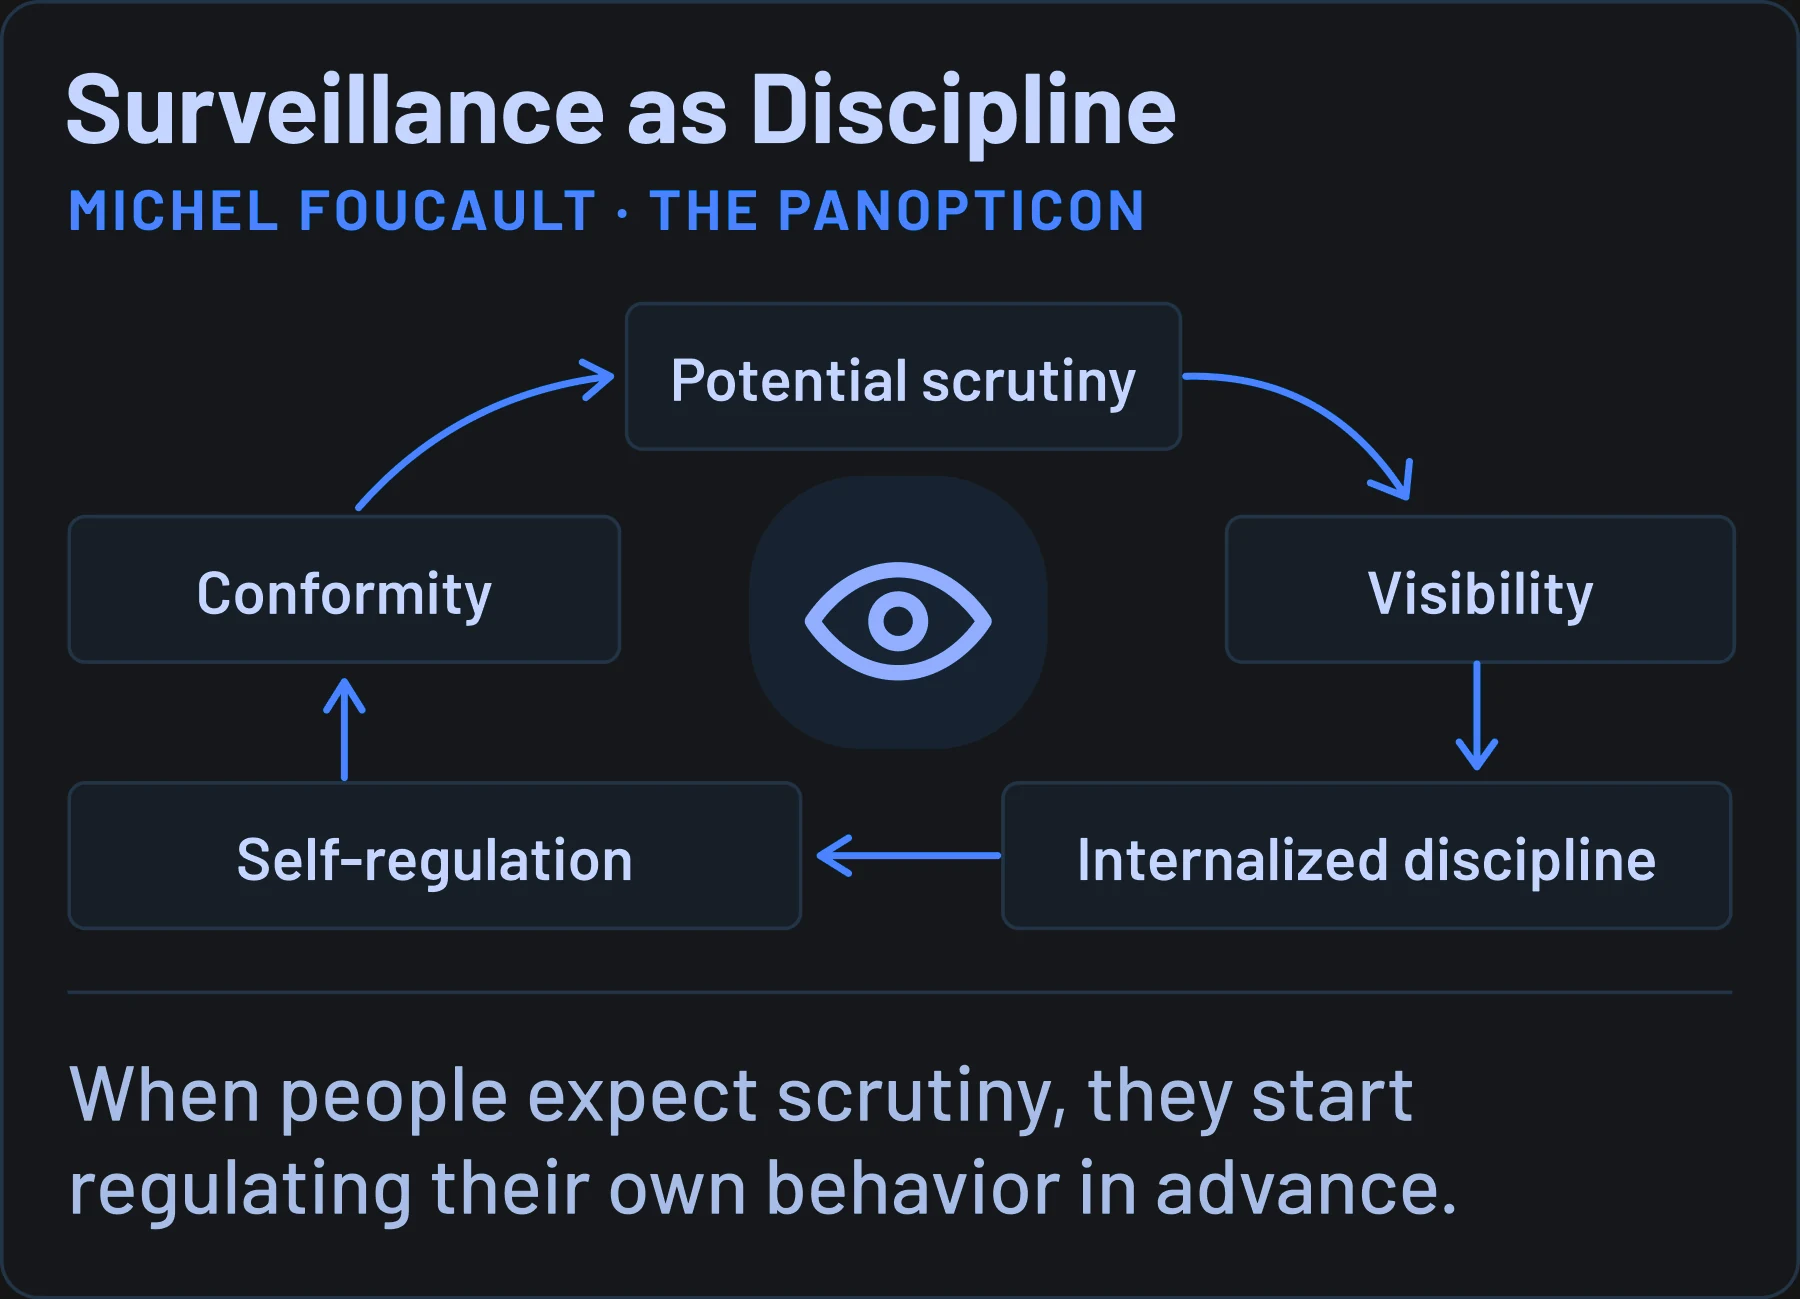 Surveillance as Discipline
MICHEL FOUCAULT · THE PANOPTICON
Potential scrutiny
Conformity
Visibility
Self-regulation
Internalized discipline
When people expect scrutiny, they start
regulating their own behavior in advance.